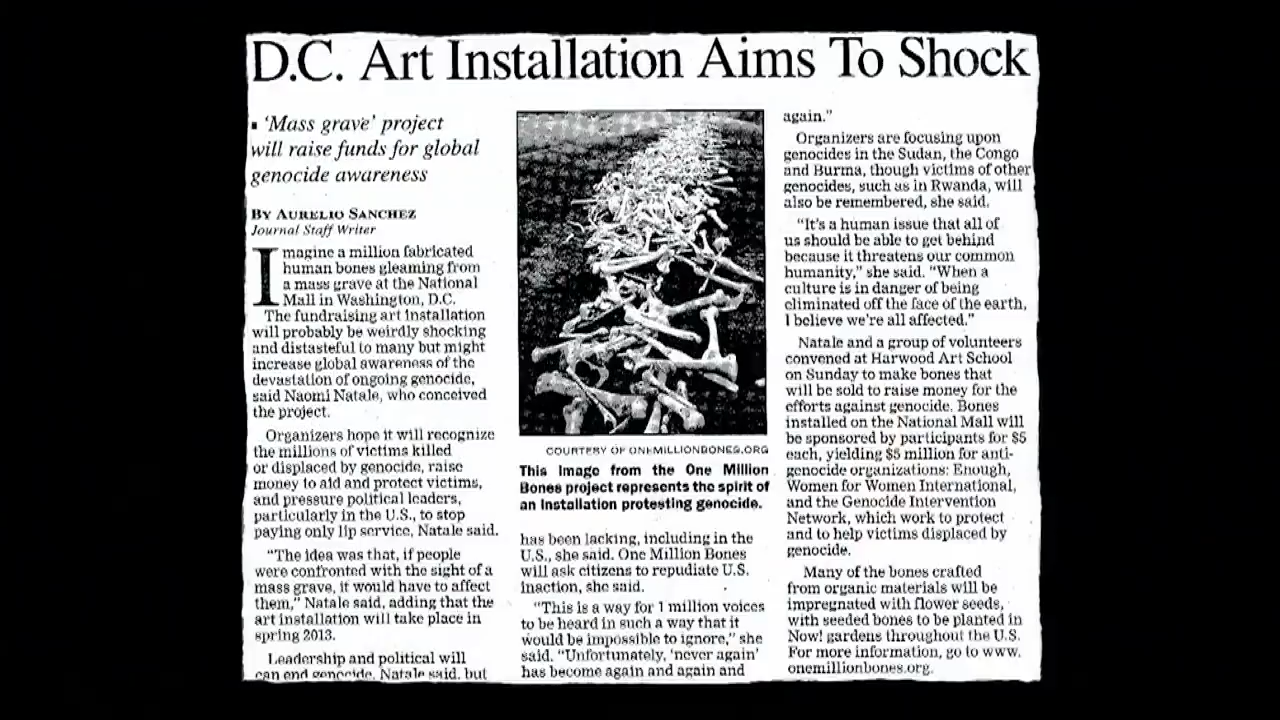 D.C. Art Installation Aims To Shock
▪ ‘Mass grave’ project
will raise funds for global
genocide awareness
BY AURELIO SANCHEZ
Journal Staff Writer
Imagine a million fabricated
human bones gleaming from
a mass grave at the National
Mall in Washington, D.C.
The fundraising art installation
will probably be weirdly shocking
and distasteful to many but might
increase global awareness of the
devastation of ongoing genocide,
said Naomi Natale, who conceived
the project.
Organizers hope it will recognize
the millions of victims killed
or displaced by genocide, raise
money to aid and protect victims,
and pressure political leaders,
particularly in the U.S., to stop
paying only lip service, Natale said.
“The idea was that, if people
were confronted with the sight of a
mass grave, it would have to affect
them,” Natale said, adding that the
art installation will take place in
spring 2013.
Leadership and political will
can end genocide, Natale said, but
COURTESY OF ONEMILLIONBONES.ORG
This image from the One Million
Bones project represents the spirit of
an installation protesting genocide.
has been lacking, including in the
U.S., she said. One Million Bones
will ask citizens to repudiate U.S.
inaction, she said.
“This is a way for 1 million voices
to be heard in such a way that it
would be impossible to ignore,” she
said. “Unfortunately, ‘never again’
has become again and again and
again.”
Organizers are focusing upon
genocides in the Sudan, the Congo
and Burma, though victims of other
genocides, such as in Rwanda, will
also be remembered, she said.
“It’s a human issue that all of
us should be able to get behind
because it threatens our common
humanity,” she said. “When a
culture is in danger of being
eliminated off the face of the earth,
I believe we’re all affected.”
Natale and a group of volunteers
convened at Harwood Art School
on Sunday to make bones that
will be sold to raise money for the
efforts against genocide. Bones
installed on the National Mall will
be sponsored by participants for $5
each, yielding $5 million for anti-
genocide organizations: Enough,
Women for Women International,
and the Genocide Intervention
Network, which work to protect
and to help victims displaced by
genocide.
Many of the bones crafted
from organic materials will be
impregnated with flower seeds,
with seeded bones to be planted in
Now! gardens throughout the U.S.
For more information, go to www.
onemillionbones.org.